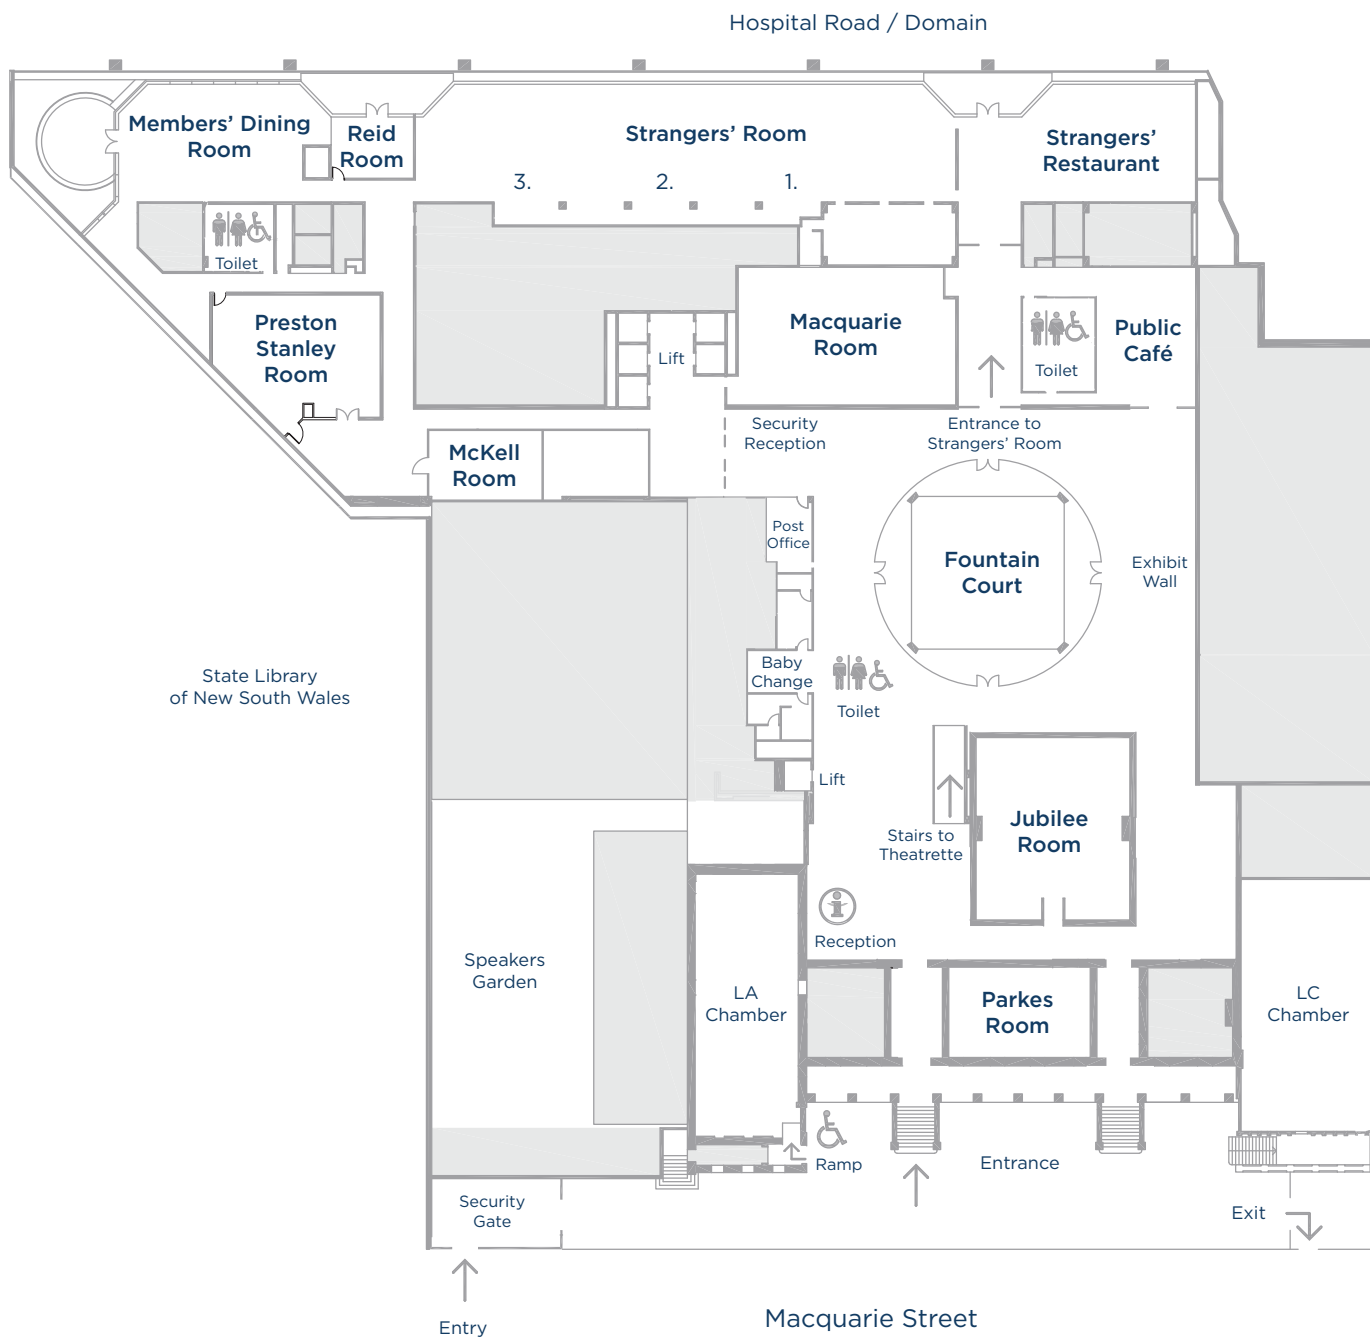 Hospital Road / Domain
Members’ Dining
Room
Reid
Room
Strangers’ Room
Strangers’
Restaurant
3.
2.
1.
Toilet
Preston
Stanley
Room
Lift
Macquarie
Room
Toilet
Public
Café
Security
Reception
Entrance to
Strangers’ Room
McKell
Room
Post
Office
Fountain
Court
Exhibit
Wall
State Library
of New South Wales
Baby
Change
Toilet
Lift
Stairs to
Theatrette
Jubilee
Room
Reception
Speakers
Garden
LA
Chamber
Parkes
Room
LC
Chamber
Ramp
Entrance
Security
Gate
Exit
Entry
Macquarie Street